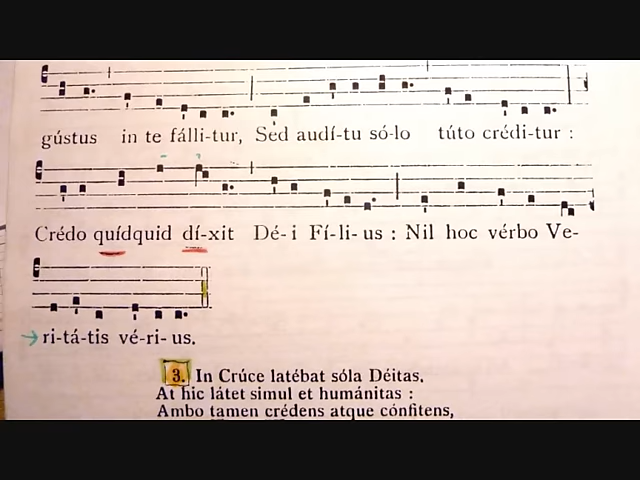 gústus in te fálli-tur, Sed audí-tu só-lo túto crédi-tur :
Crédo quídquid dí-xit Dé-i Fí-li-us : Nil hoc vérbo Ve-
ri-tá-tis vé-ri-us.
3. In Crúce latébat sóla Déitas,
At hic látet simul et humánitas :
Ambo tamen crédens atque cónfitens,